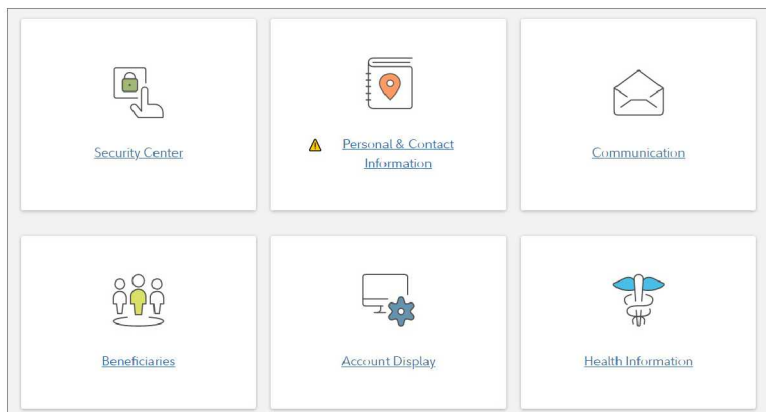 Security Center
Personal & Contact
Information
Communication
Beneficiaries
Account Display
Health Information